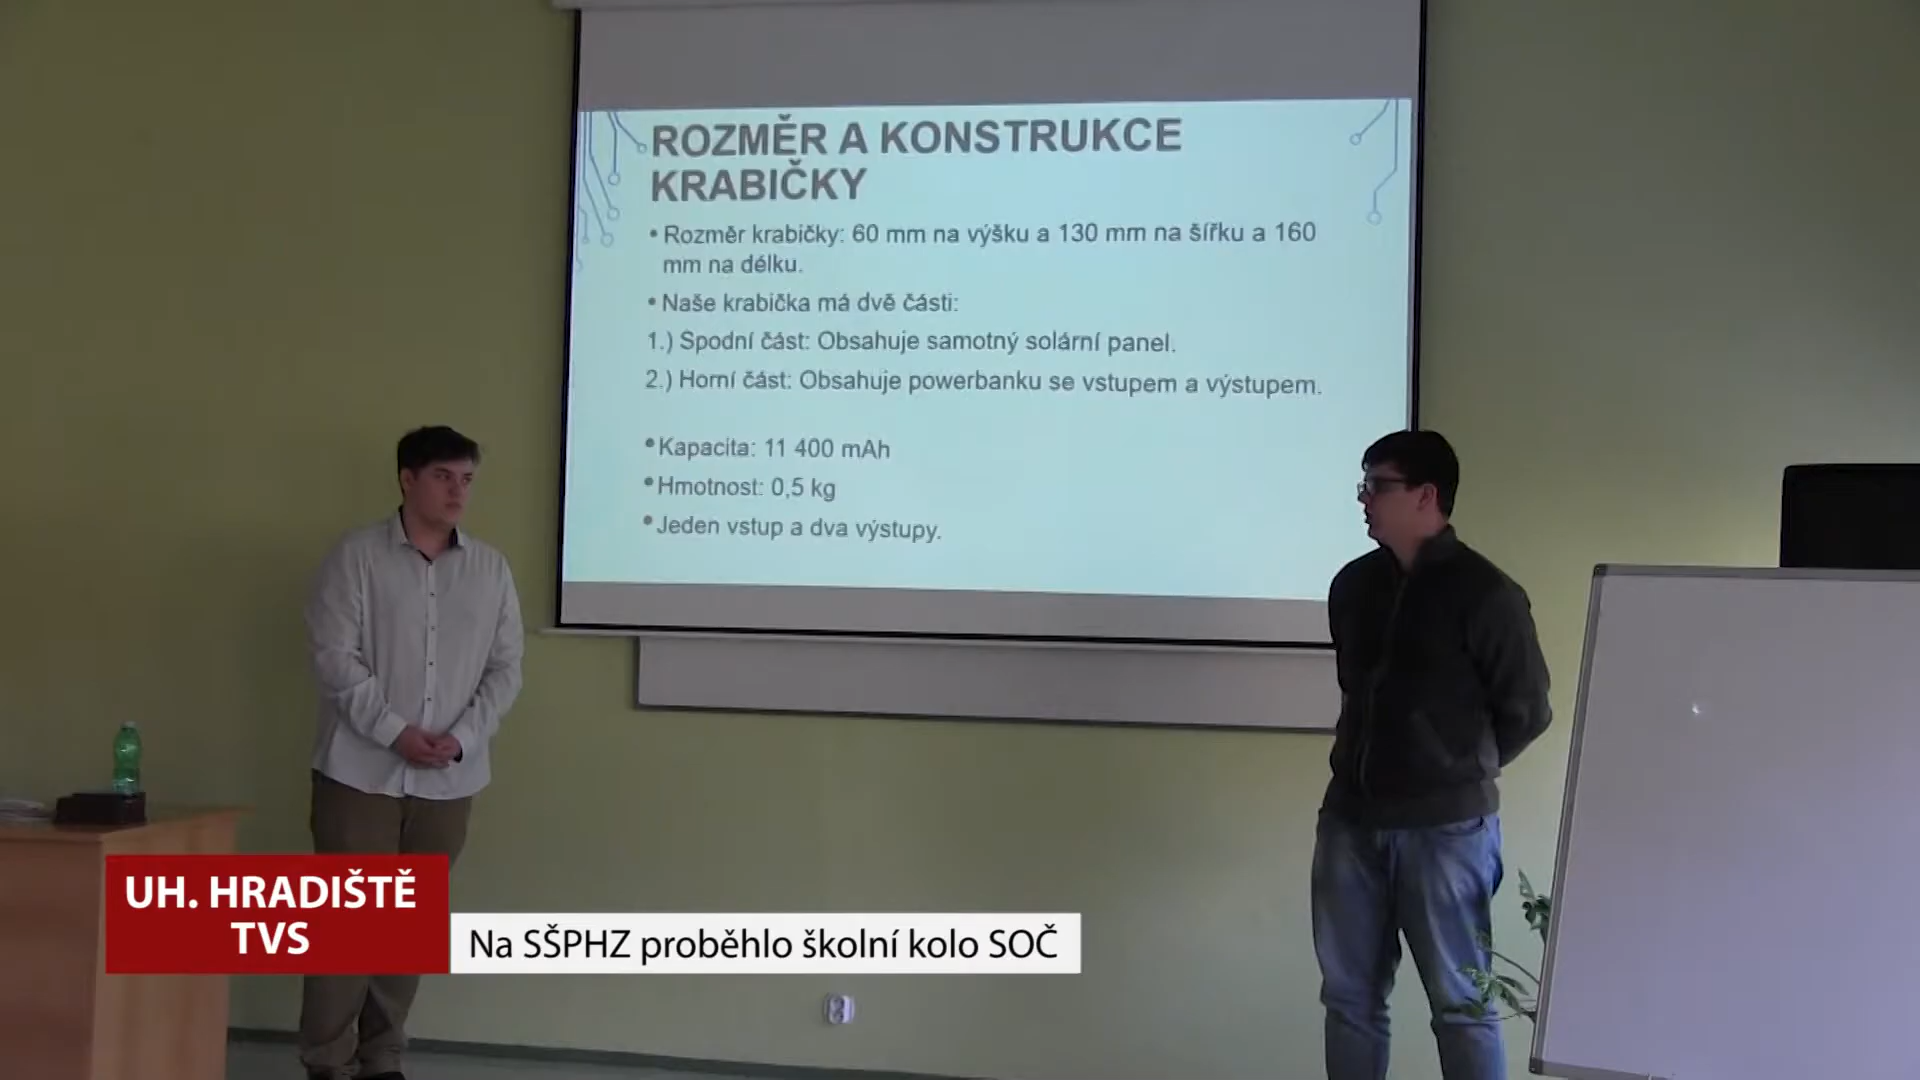 ROZMĚR A KONSTRUKCE
KRABIČKY
• Rozměr krabičky: 60 mm na výšku a 130 mm na šířku a 160
mm na délku.
• Naše krabička má dvě části:
1.) Spodní část: Obsahuje samotný solární panel.
2.) Horní část: Obsahuje powerbanku se vstupem a výstupem.
• Kapacita: 11 400 mAh
• Hmotnost: 0,5 kg
• Jeden vstup a dva výstupy.
UH. HRADIŠTĚ
TVS
Na SŠPHZ proběhlo školní kolo SOČ